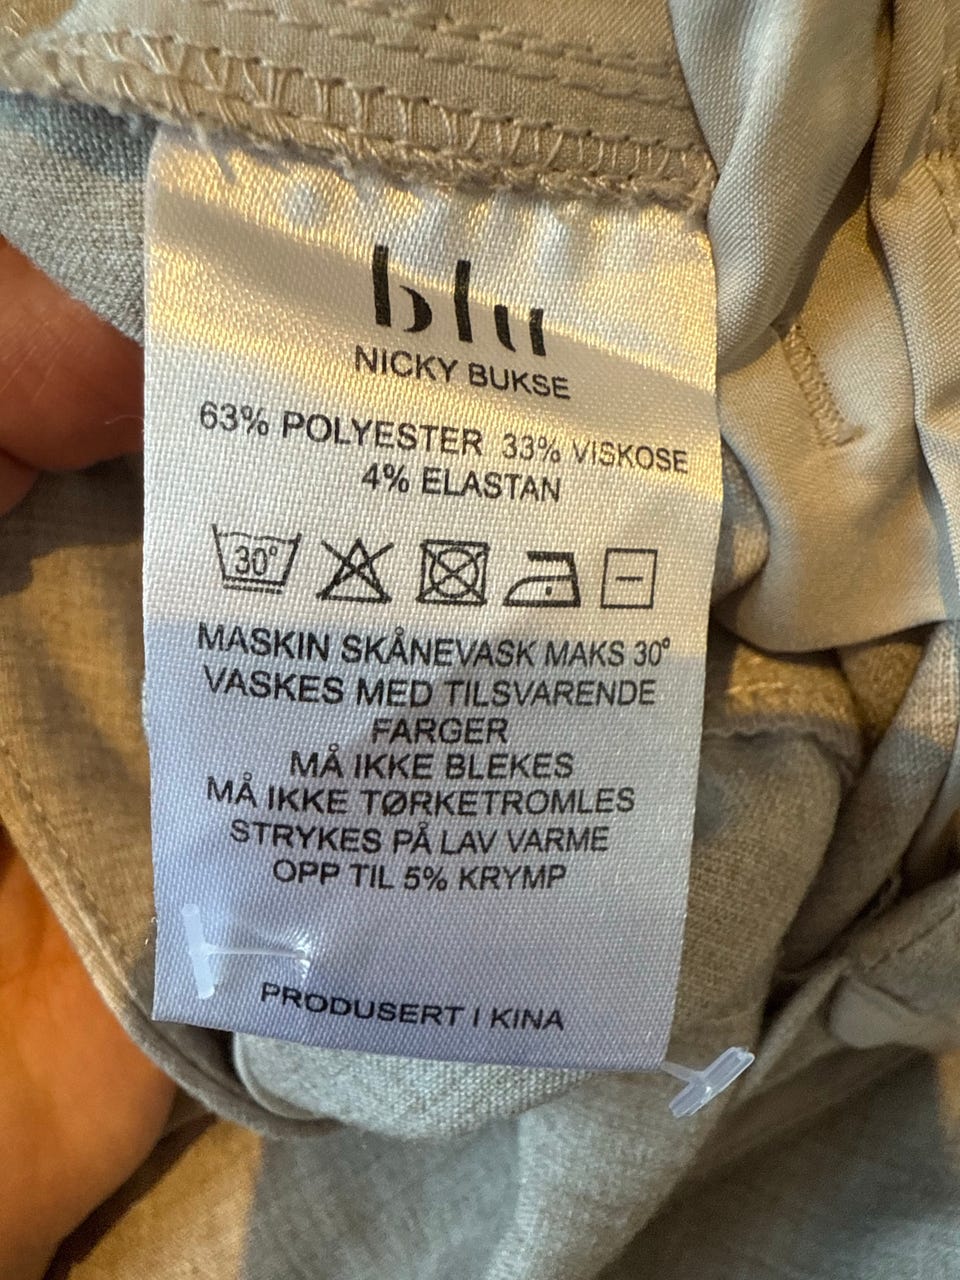 blu
NICKY BUKSE
63% POLYESTER 33% VISKOSE
4% ELASTAN
30°
MASKIN SKÅNEVASK MAKS 30°
VASKES MED TILSVARENDE
FARGER
MÅ IKKE BLEKES
MÅ IKKE TØRKETROMLES
STRYKES PÅ LAV VARME
OPP TIL 5% KRYMP
PRODUSERT I KINA